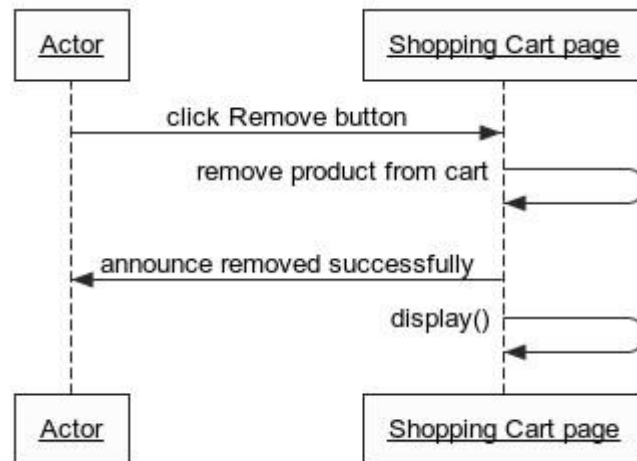 Actor
Shopping Cart page
click Remove button
remove product from cart
announce removed successfully
display()
Actor
Shopping Cart page